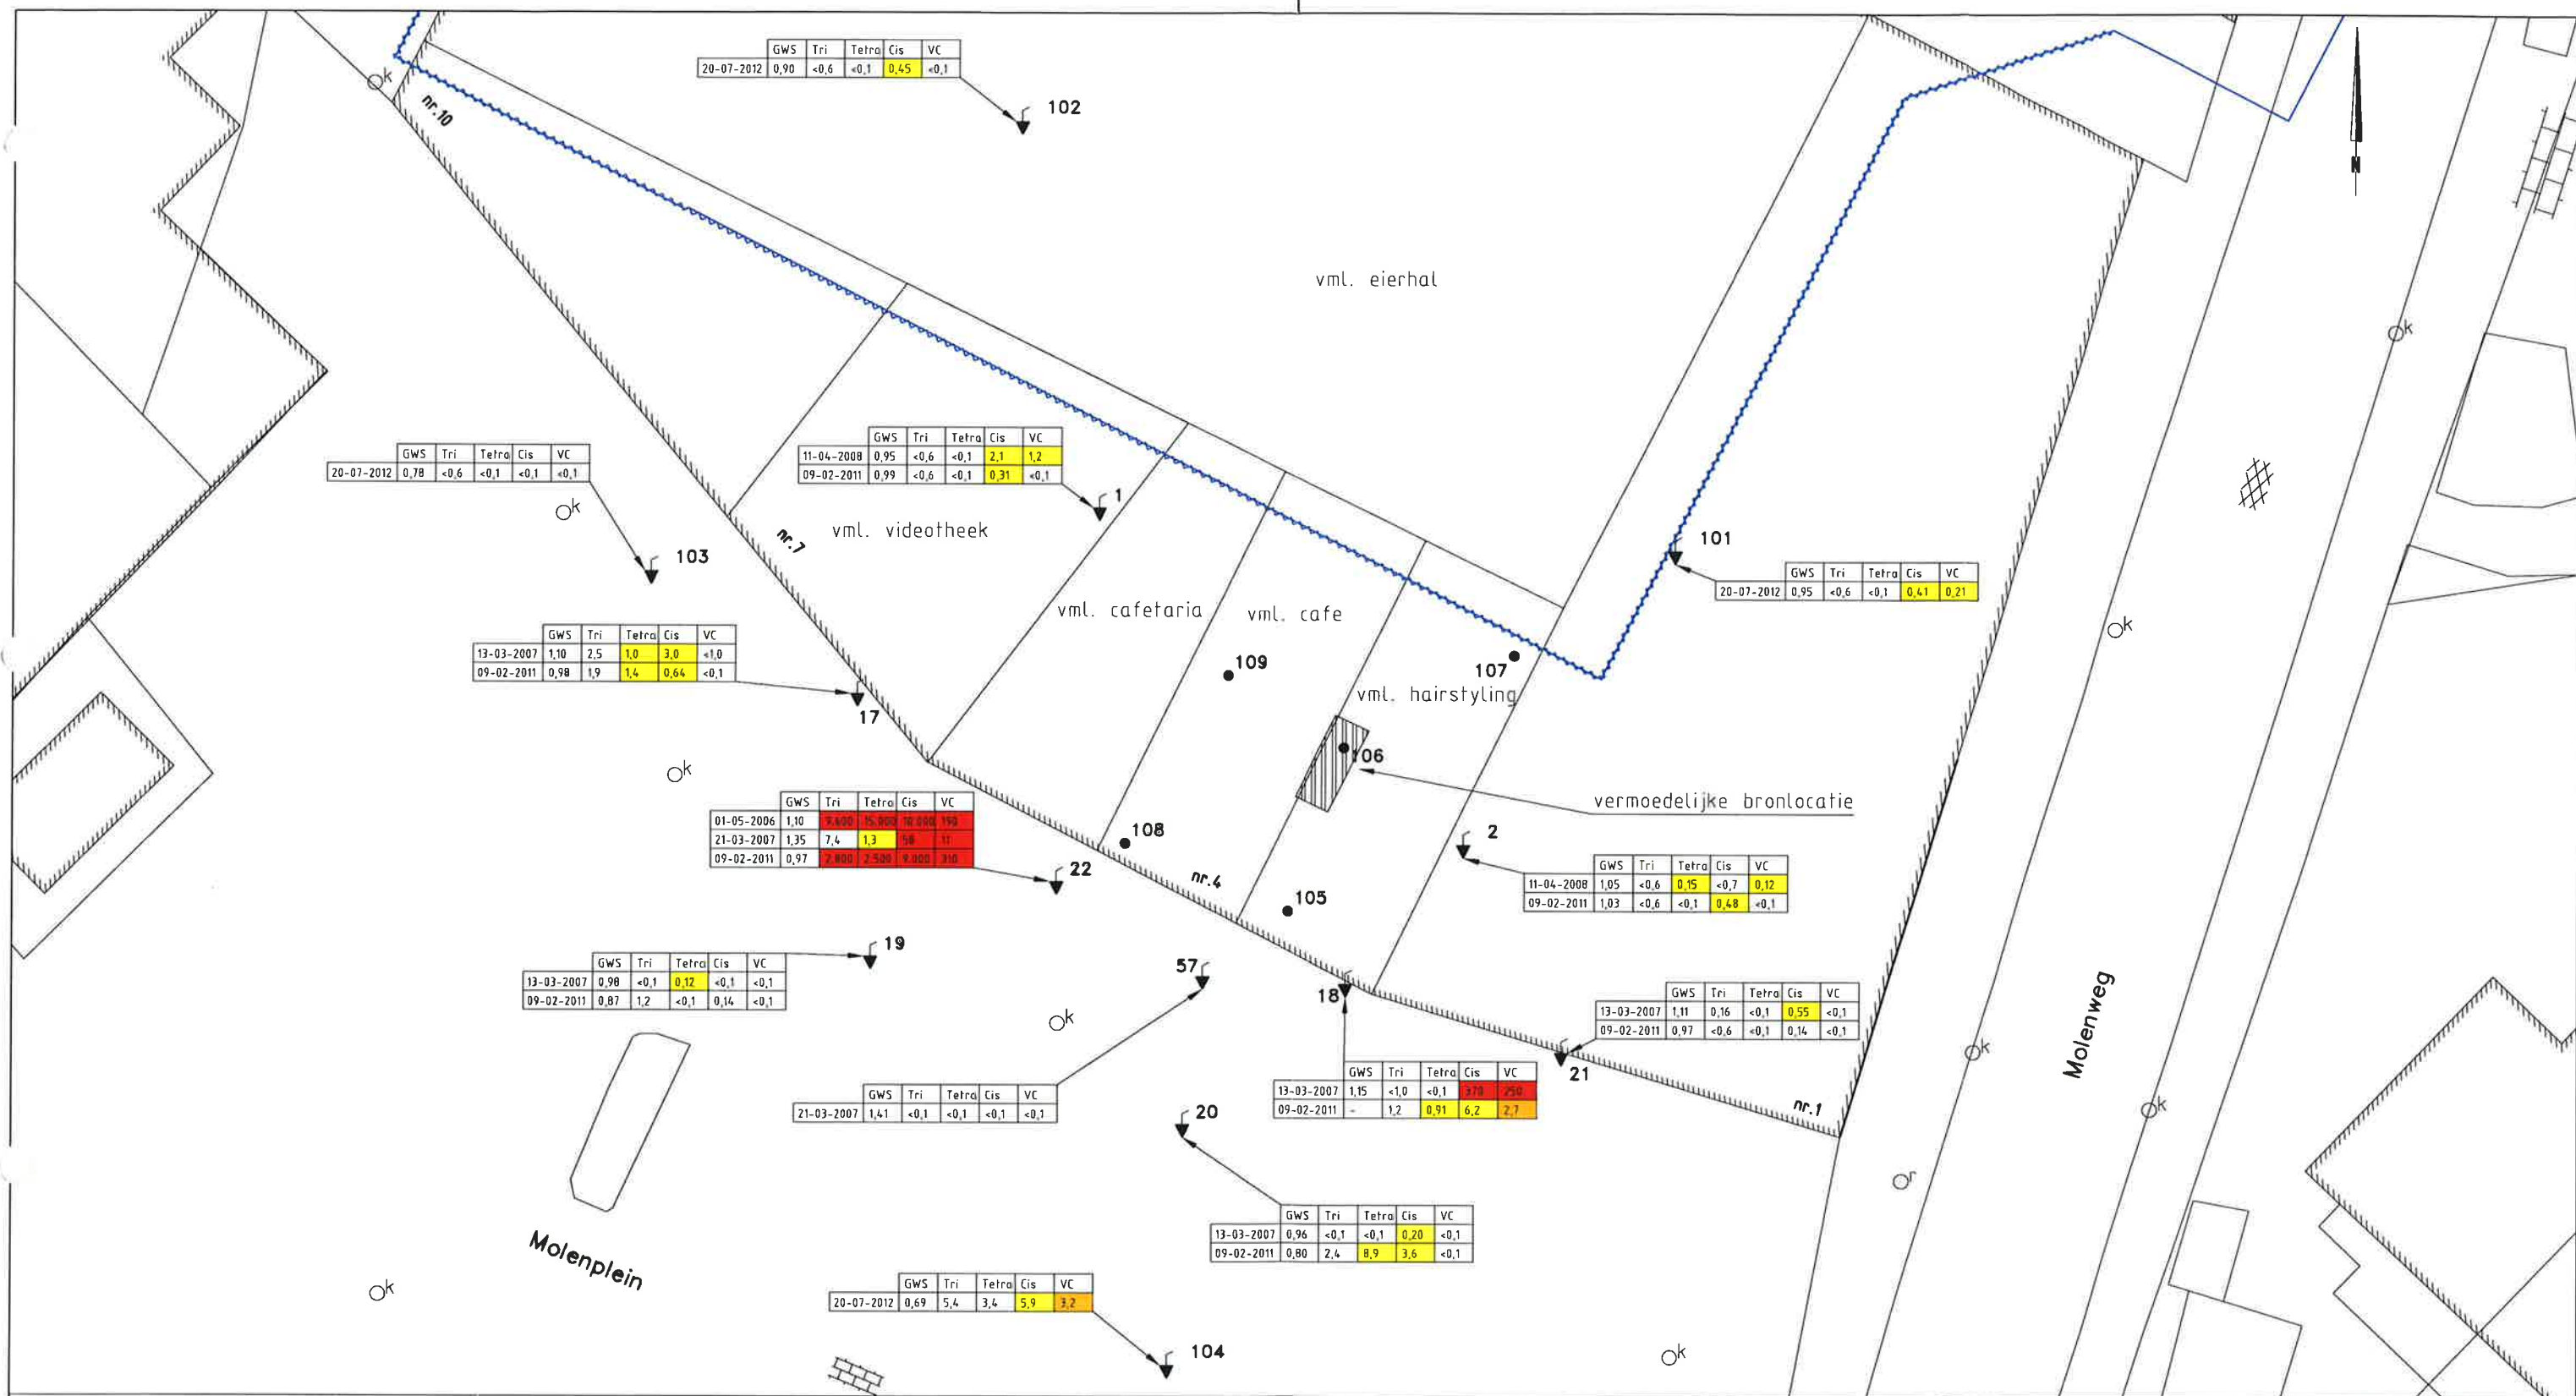 GWS Tri Tetra Cis VC
20-07-2012 0,90 <0,6 <0,1 0,45 <0,1
102
nr.10
N
vml. eierhal
GWS Tri Tetra Cis VC
20-07-2012 0,78 <0,6 <0,1 <0,1 <0,1
103
GWS Tri Tetra Cis VC
11-04-2008 0,95 <0,6 <0,1 2,1 1,2
09-02-2011 0,99 <0,6 <0,1 0,31 <0,1
1
nr.7
vml. videotheek
101
GWS Tri Tetra Cis VC
20-07-2012 0,95 <0,6 <0,1 0,41 0,21
vml. cafetaria
vml. cafe
109
107
vml. hairstyling
GWS Tri Tetra Cis VC
13-03-2007 1,10 2,5 1,0 3,0 <1,0
09-02-2011 0,98 1,9 1,4 0,64 <0,1
17
106
vermoedelijke bronlocatie
GWS Tri Tetra Cis VC
01-05-2006 1,10 15.000 10.000 190
21-03-2007 1,35 7,4 1,3 58 11
09-02-2011 0,97 2.800 2.500 9.000 310
22
108
nr.4
105
2
GWS Tri Tetra Cis VC
11-04-2008 1,05 <0,6 0,15 <0,7 0,12
09-02-2011 1,03 <0,6 <0,1 0,48 <0,1
19
GWS Tri Tetra Cis VC
13-03-2007 0,98 <0,1 0,12 <0,1 <0,1
09-02-2011 0,87 1,2 <0,1 0,14 <0,1
57
18
GWS Tri Tetra Cis VC
13-03-2007 1,11 0,16 <0,1 0,55 <0,1
09-02-2011 0,97 <0,6 <0,1 0,14 <0,1
21
nr.1
Molenweg
GWS Tri Tetra Cis VC
21-03-2007 1,41 <0,1 <0,1 <0,1 <0,1
GWS Tri Tetra Cis VC
13-03-2007 1,15 <1,0 <0,1 370 250
09-02-2011 - 1,2 0,91 6,2 2,7
20
GWS Tri Tetra Cis VC
13-03-2007 0,96 <0,1 <0,1 0,20 <0,1
09-02-2011 0,80 2,4 8,9 3,6 <0,1
Molenplein
GWS Tri Tetra Cis VC
20-07-2012 0,69 5,4 3,4 5,9 3,2
104
k
k
k
k
k
k
k
k
k
k
r